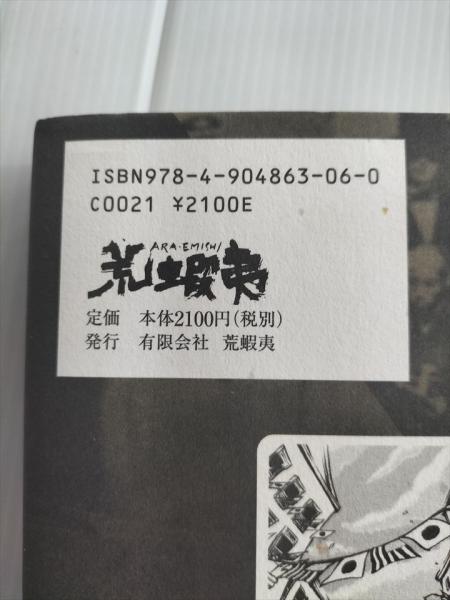 ISBN978-4-904863-06-0
C0021 ¥2100E
ARA・EMISHI
荒蝦夷
定価 本体2100円(税別)
発行 有限会社 荒蝦夷